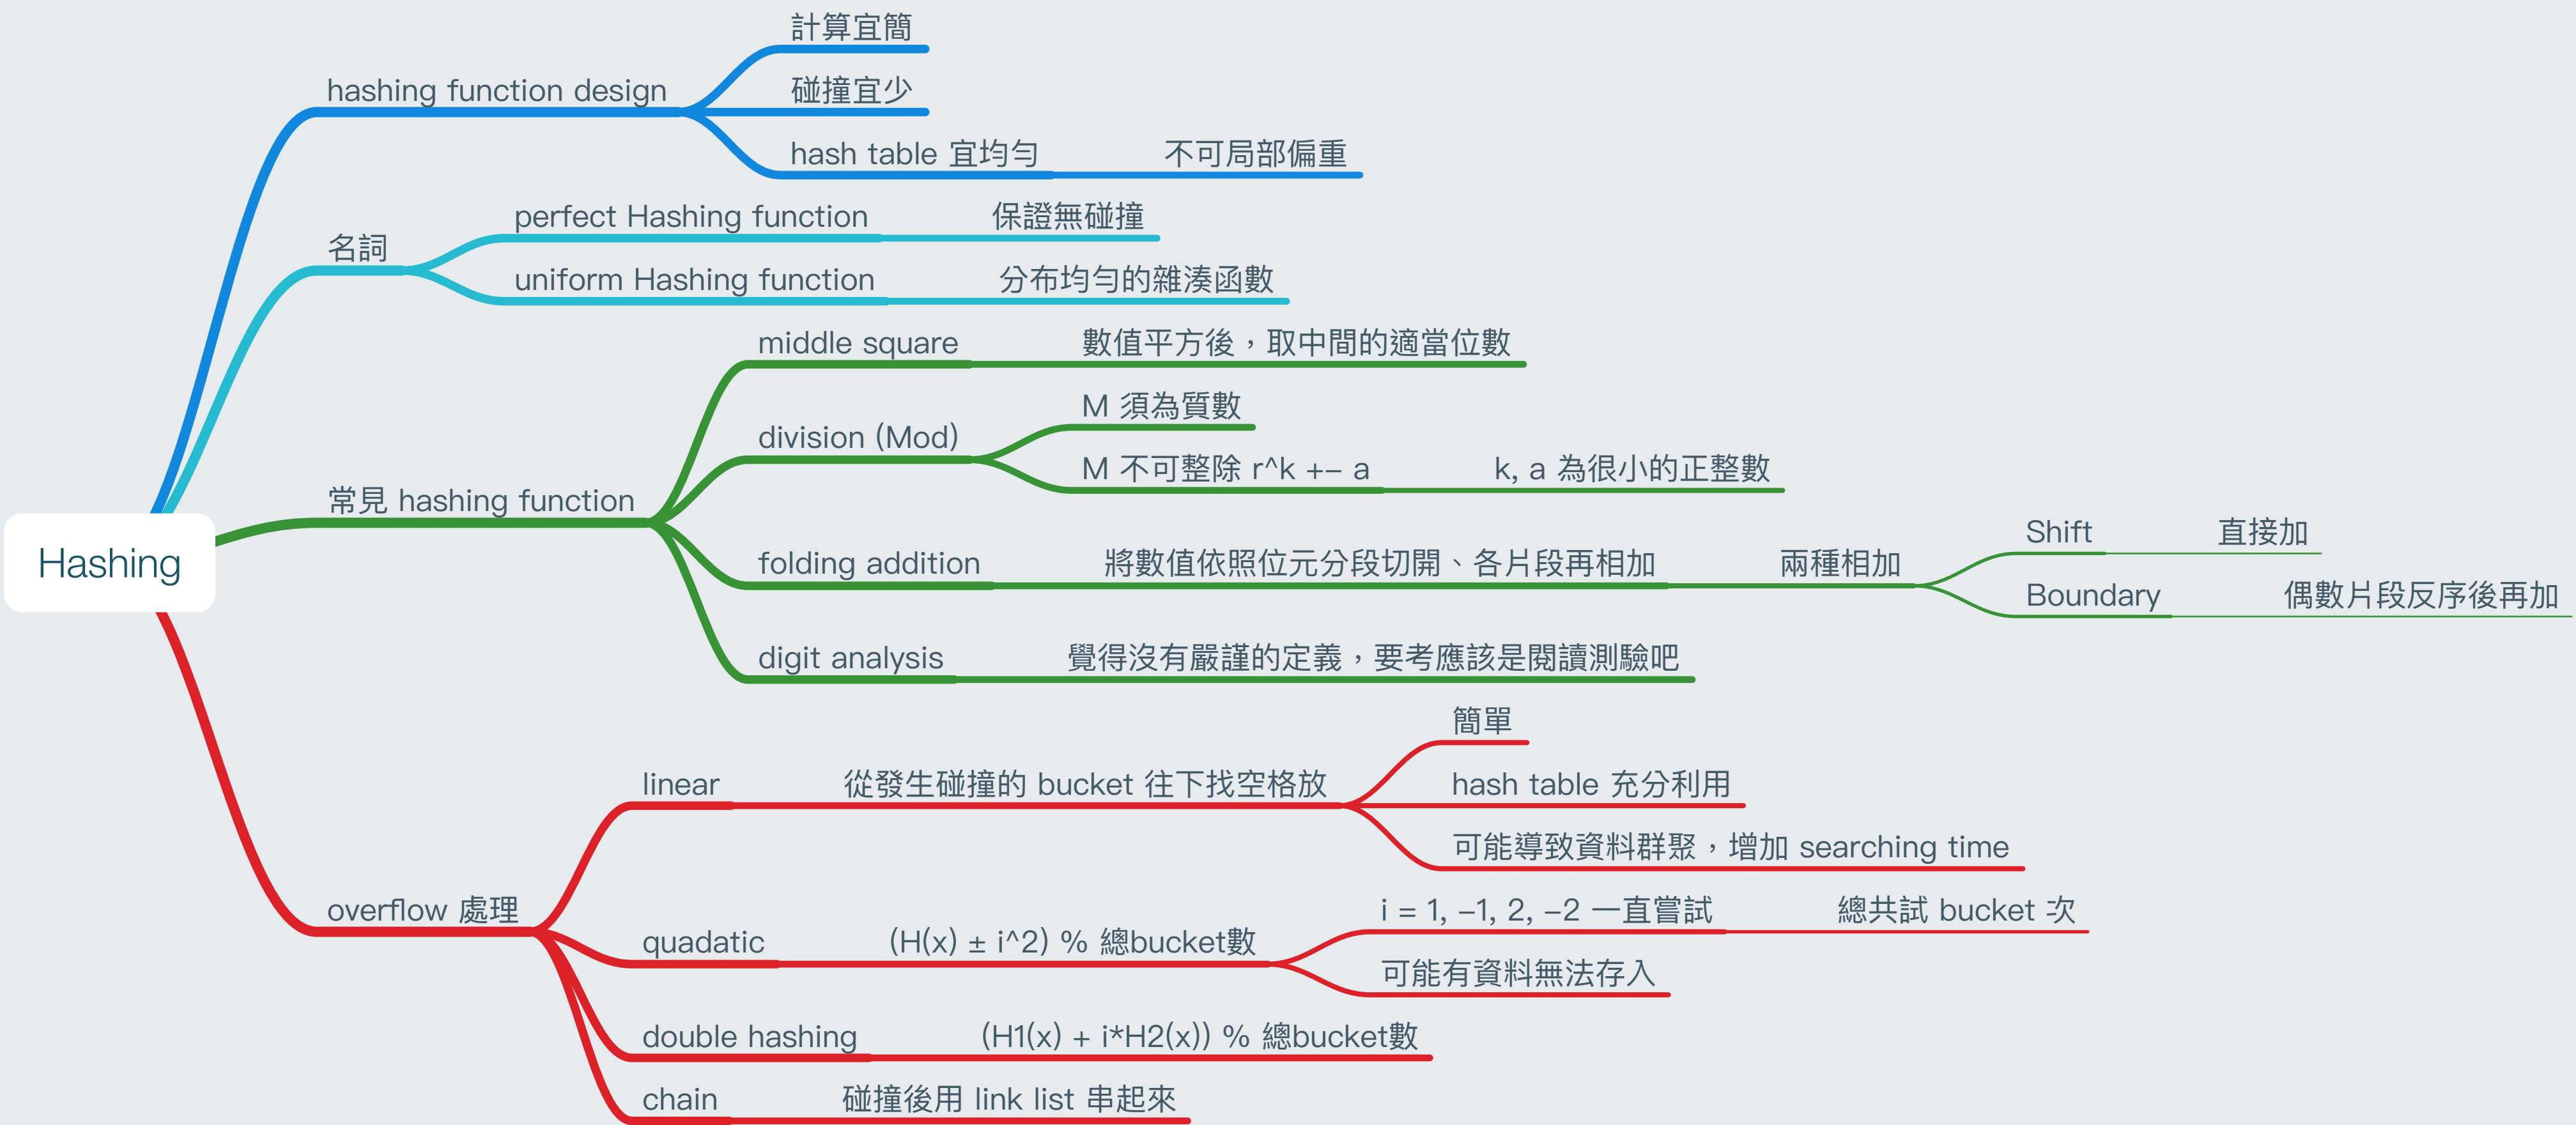 Hashing
hashing function design
計算宜簡
碰撞宜少
hash table 宜均勻
不可局部偏重
名詞
perfect Hashing function
保證無碰撞
uniform Hashing function
分布均勻的雜湊函數
常見 hashing function
middle square
數值平方後，取中間的適當位數
division (Mod)
M 須為質數
M 不可整除 r^k +– a
k, a 為很小的正整數
folding addition
將數值依照位元分段切開、各片段再相加
兩種相加
Shift
直接加
Boundary
偶數片段反序後再加
digit analysis
覺得沒有嚴謹的定義，要考應該是閱讀測驗吧
overflow 處理
linear
從發生碰撞的 bucket 往下找空格放
簡單
hash table 充分利用
可能導致資料群聚，增加 searching time
quadatic
(H(x) ± i^2) % 總bucket數
i = 1, –1, 2, –2 一直嘗試
總共試 bucket 次
可能有資料無法存入
double hashing
(H1(x) + i*H2(x)) % 總bucket數
chain
碰撞後用 link list 串起來